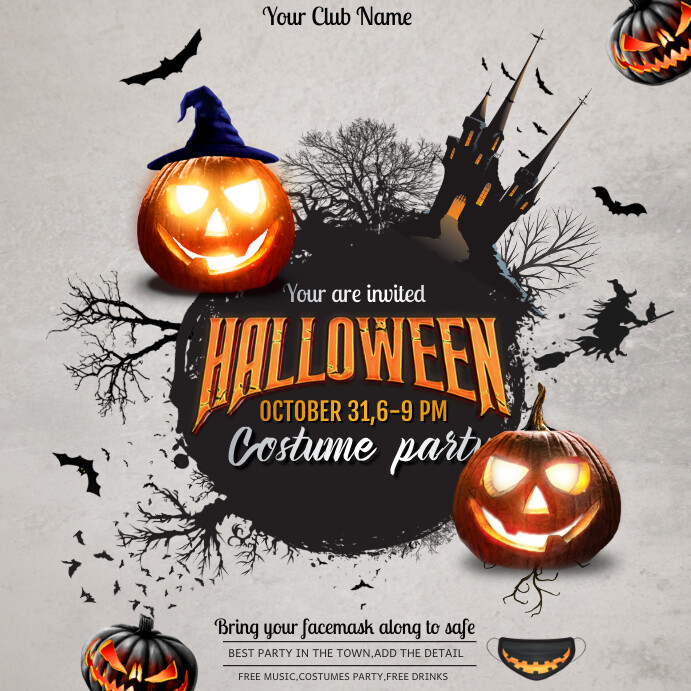 Your Club Name
Your are invited
HALLOWEEN
OCTOBER 31,6-9 PM
Costume party
Bring your facemask along to safe
BEST PARTY IN THE TOWN,ADD THE DETAIL
FREE MUSIC,COSTUMES PARTY,FREE DRINKS